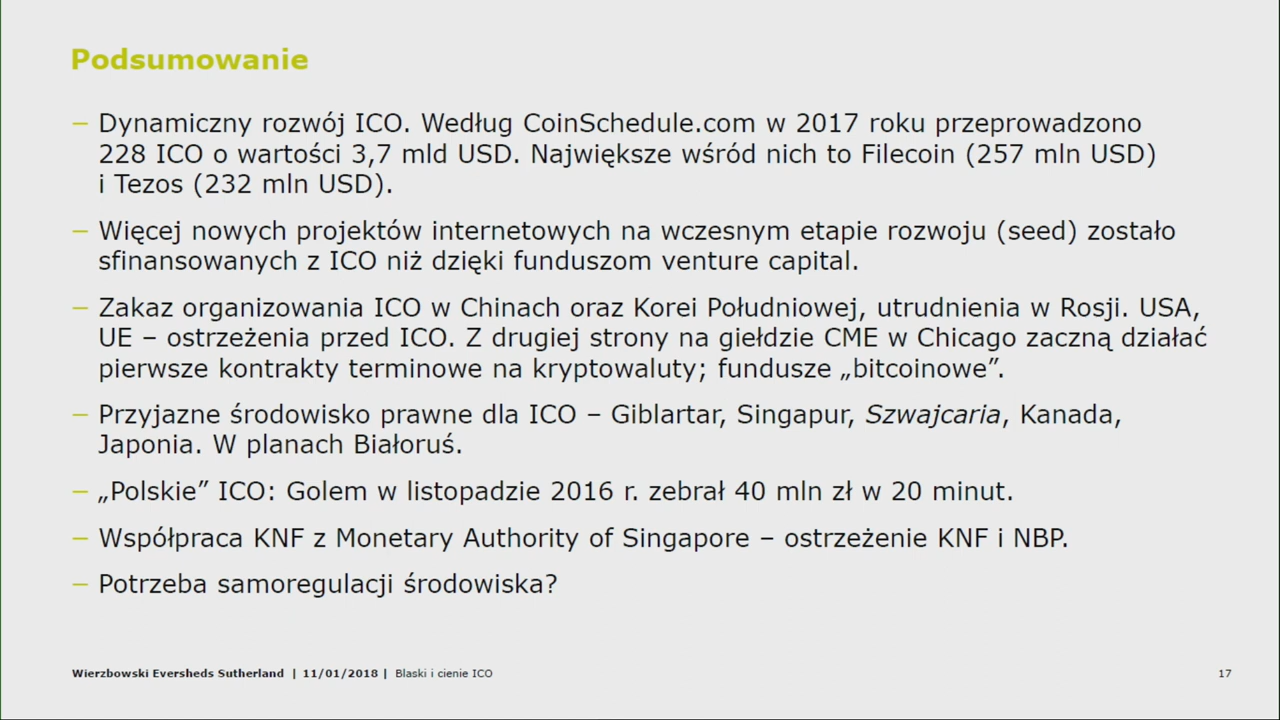 Podsumowanie
– Dynamiczny rozwój ICO. Według CoinSchedule.com w 2017 roku przeprowadzono
228 ICO o wartości 3,7 mld USD. Największe wśród nich to Filecoin (257 mln USD)
i Tezos (232 mln USD).
– Więcej nowych projektów internetowych na wczesnym etapie rozwoju (seed) zostało
sfinansowanych z ICO niż dzięki funduszom venture capital.
– Zakaz organizowania ICO w Chinach oraz Korei Południowej, utrudnienia w Rosji. USA,
UE – ostrzeżenia przed ICO. Z drugiej strony na giełdzie CME w Chicago zaczną działać
pierwsze kontrakty terminowe na kryptowaluty; fundusze „bitcoinowe”.
– Przyjazne środowisko prawne dla ICO – Giblartar, Singapur, Szwajcaria, Kanada,
Japonia. W planach Białoruś.
– „Polskie” ICO: Golem w listopadzie 2016 r. zebrał 40 mln zł w 20 minut.
– Współpraca KNF z Monetary Authority of Singapore – ostrzeżenie KNF i NBP.
– Potrzeba samoregulacji środowiska?
Wierzbowski Eversheds Sutherland | 11/01/2018 | Blaski i cienie ICO
17